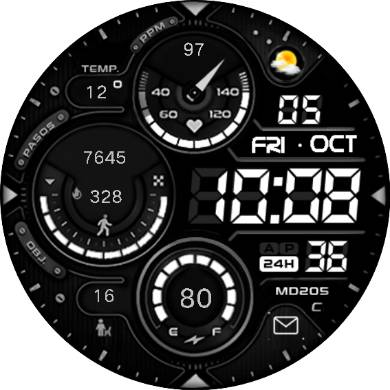 PPM
97
TEMP.
12°
40 140
60 120
05
PASOS
FRI · OCT
7645
328
10:08
A P
24H
36
LBO
16
80
E F
MD205
C